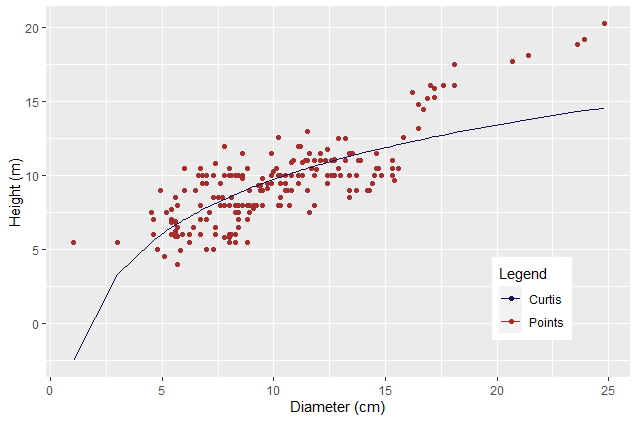 20
15
10
5
0
Height (m)
0 5 10 15 20 25
Diameter (cm)
Legend
Curtis
Points